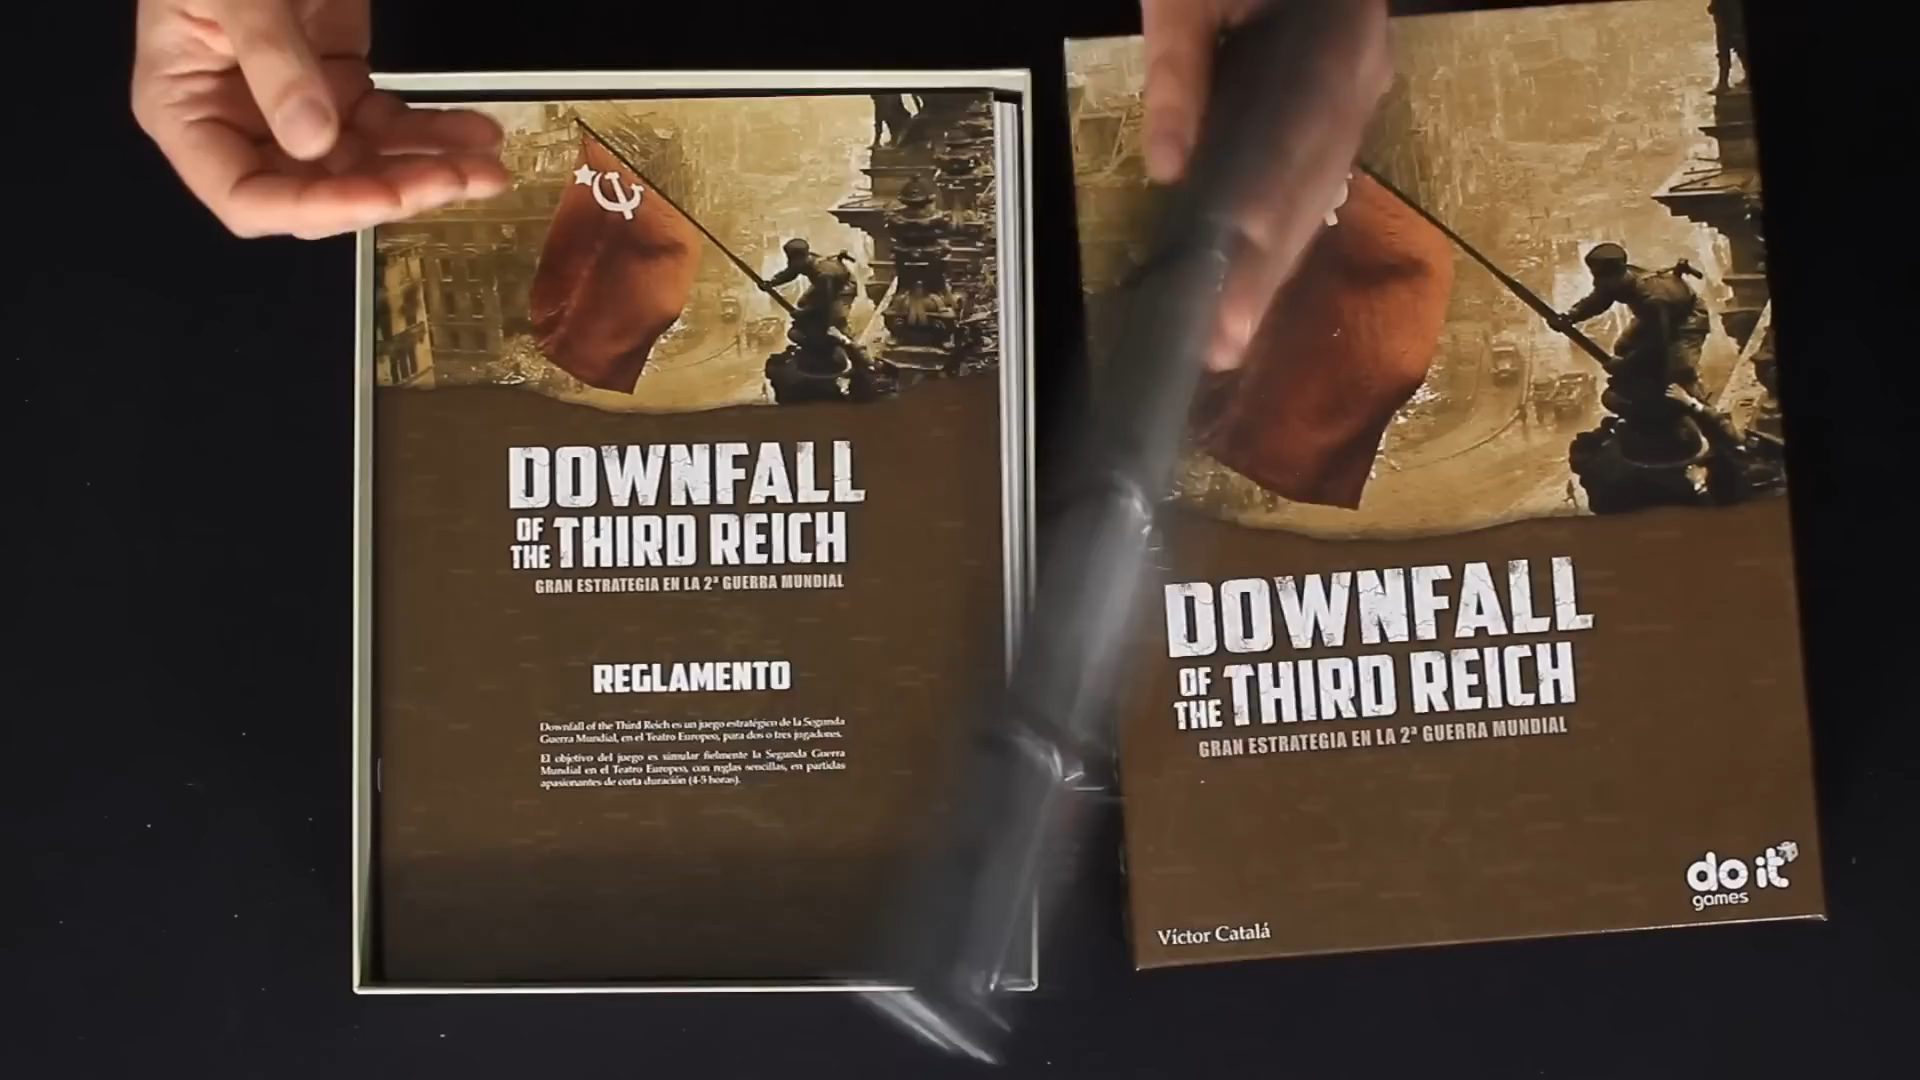 DOWNFALL
OF THE THIRD REICH
GRAN ESTRATEGIA EN LA 2ª GUERRA MUNDIAL
REGLAMENTO
Downfall of the Third Reich es un juego estratégico de la Segunda
Guerra Mundial, en el Teatro Europeo, para dos o tres jugadores.
El objetivo del juego es simular fielmente la Segunda Guerra
Mundial en el Teatro Europeo, con reglas sencillas, en partidas
apasionantes de corta duración (4-5 horas).
DOWNFALL
OF THE THIRD REICH
GRAN ESTRATEGIA EN LA 2ª GUERRA MUNDIAL
do it
games
Víctor Catalá